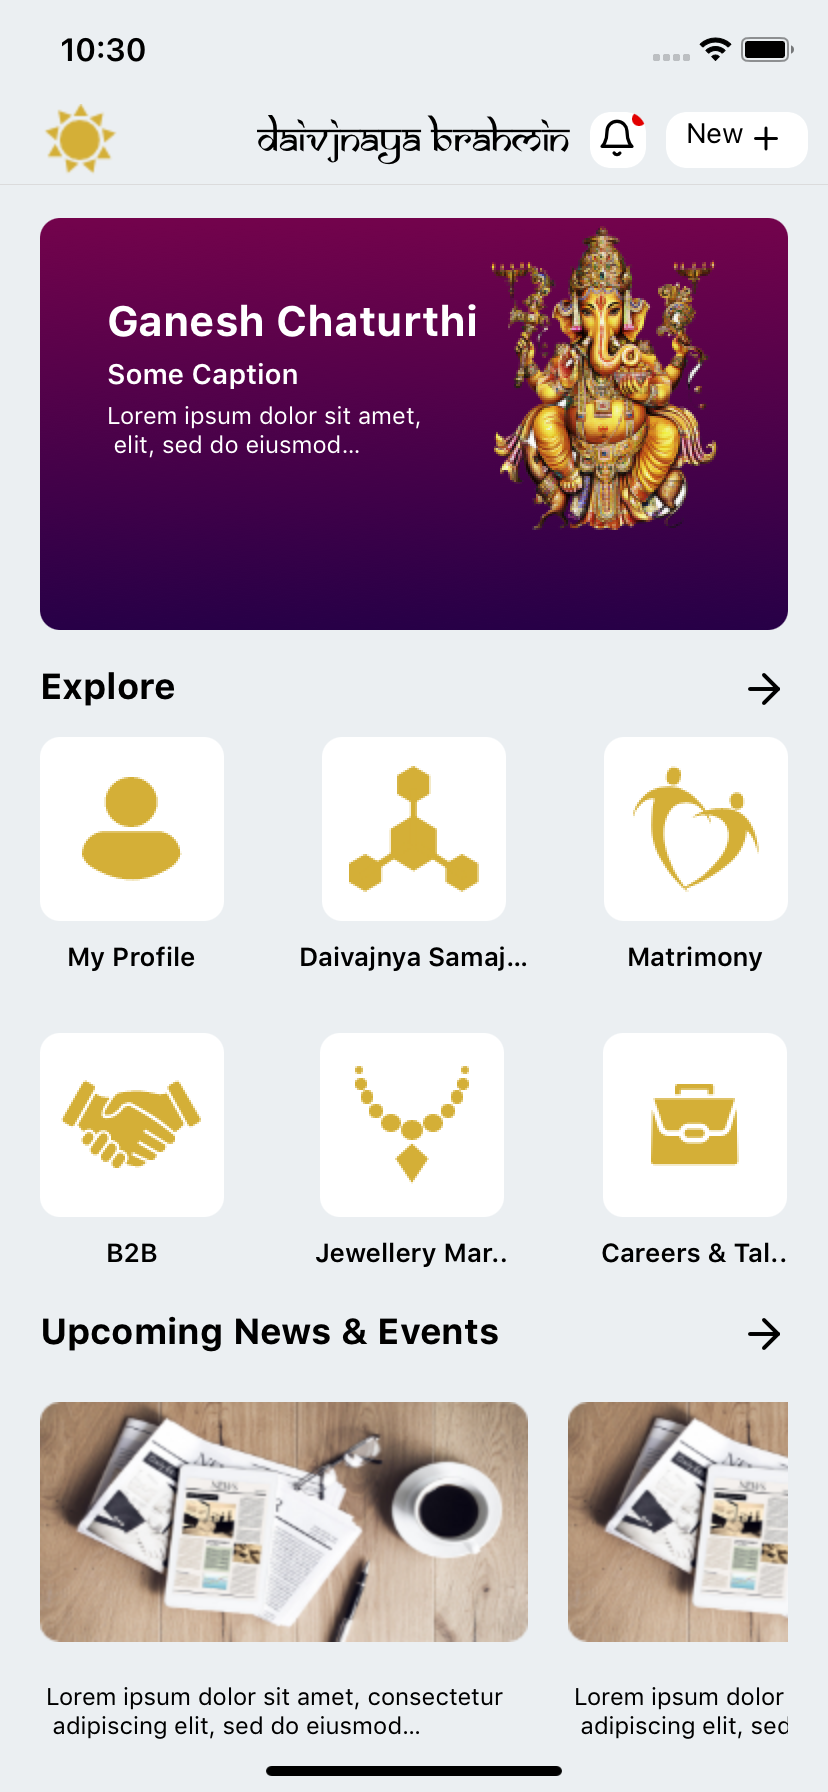 10:30
daivjnaya brahmin
New +
Ganesh Chaturthi
Some Caption
Lorem ipsum dolor sit amet,
elit, sed do eiusmod...
Explore
My Profile
Daivajnya Samaj...
Matrimony
B2B
Jewellery Mar..
Careers & Tal..
Upcoming News & Events
NEWS
Lorem ipsum dolor sit amet, consectetur
adipiscing elit, sed do eiusmod...
Lorem ipsum dolor
adipiscing elit, sed